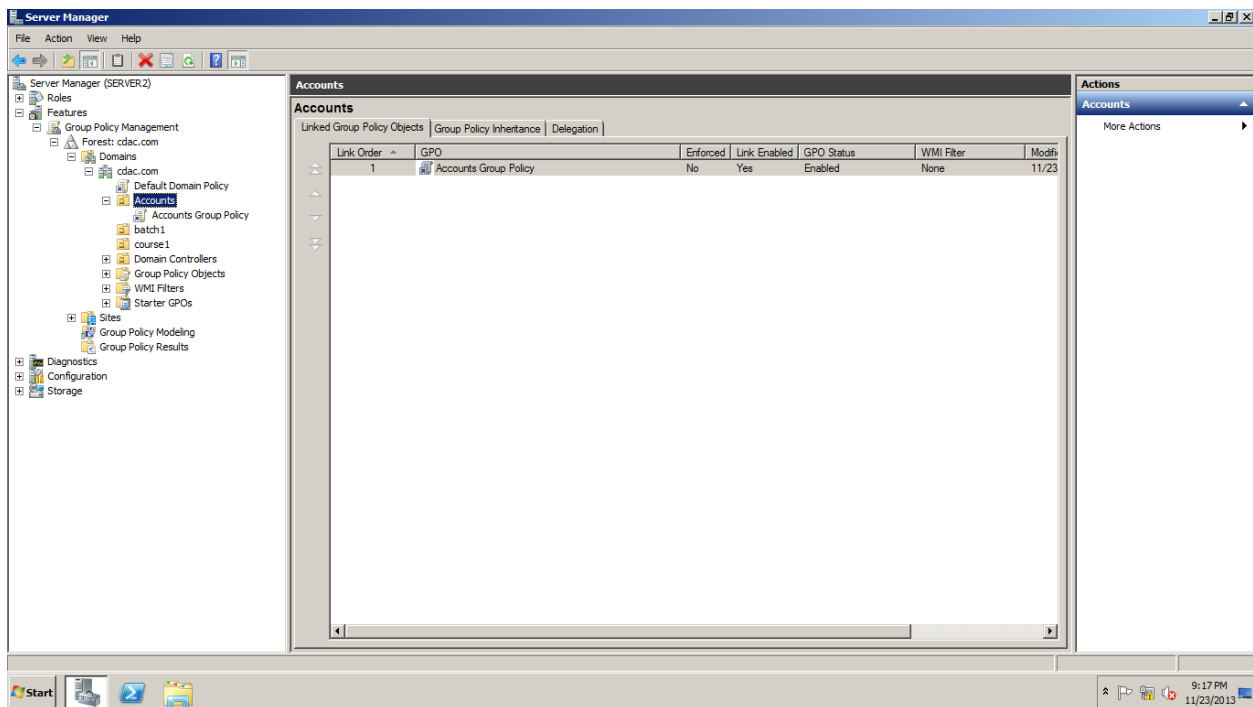 Server Manager
File Action View Help
Server Manager (SERVER2)
Roles
Features
Group Policy Management
Forest: cdac.com
Domains
cdac.com
Default Domain Policy
Accounts
Accounts Group Policy
batch1
course1
Domain Controllers
Group Policy Objects
WMI Filters
Starter GPOs
Sites
Group Policy Modeling
Group Policy Results
Diagnostics
Configuration
Storage
Accounts
Accounts
Linked Group Policy Objects Group Policy Inheritance Delegation
Link Order GPO Enforced Link Enabled GPO Status WMI Filter Modifi
1 Accounts Group Policy No Yes Enabled None 11/23
Actions
Accounts
More Actions
Start
9:17 PM
11/23/2013